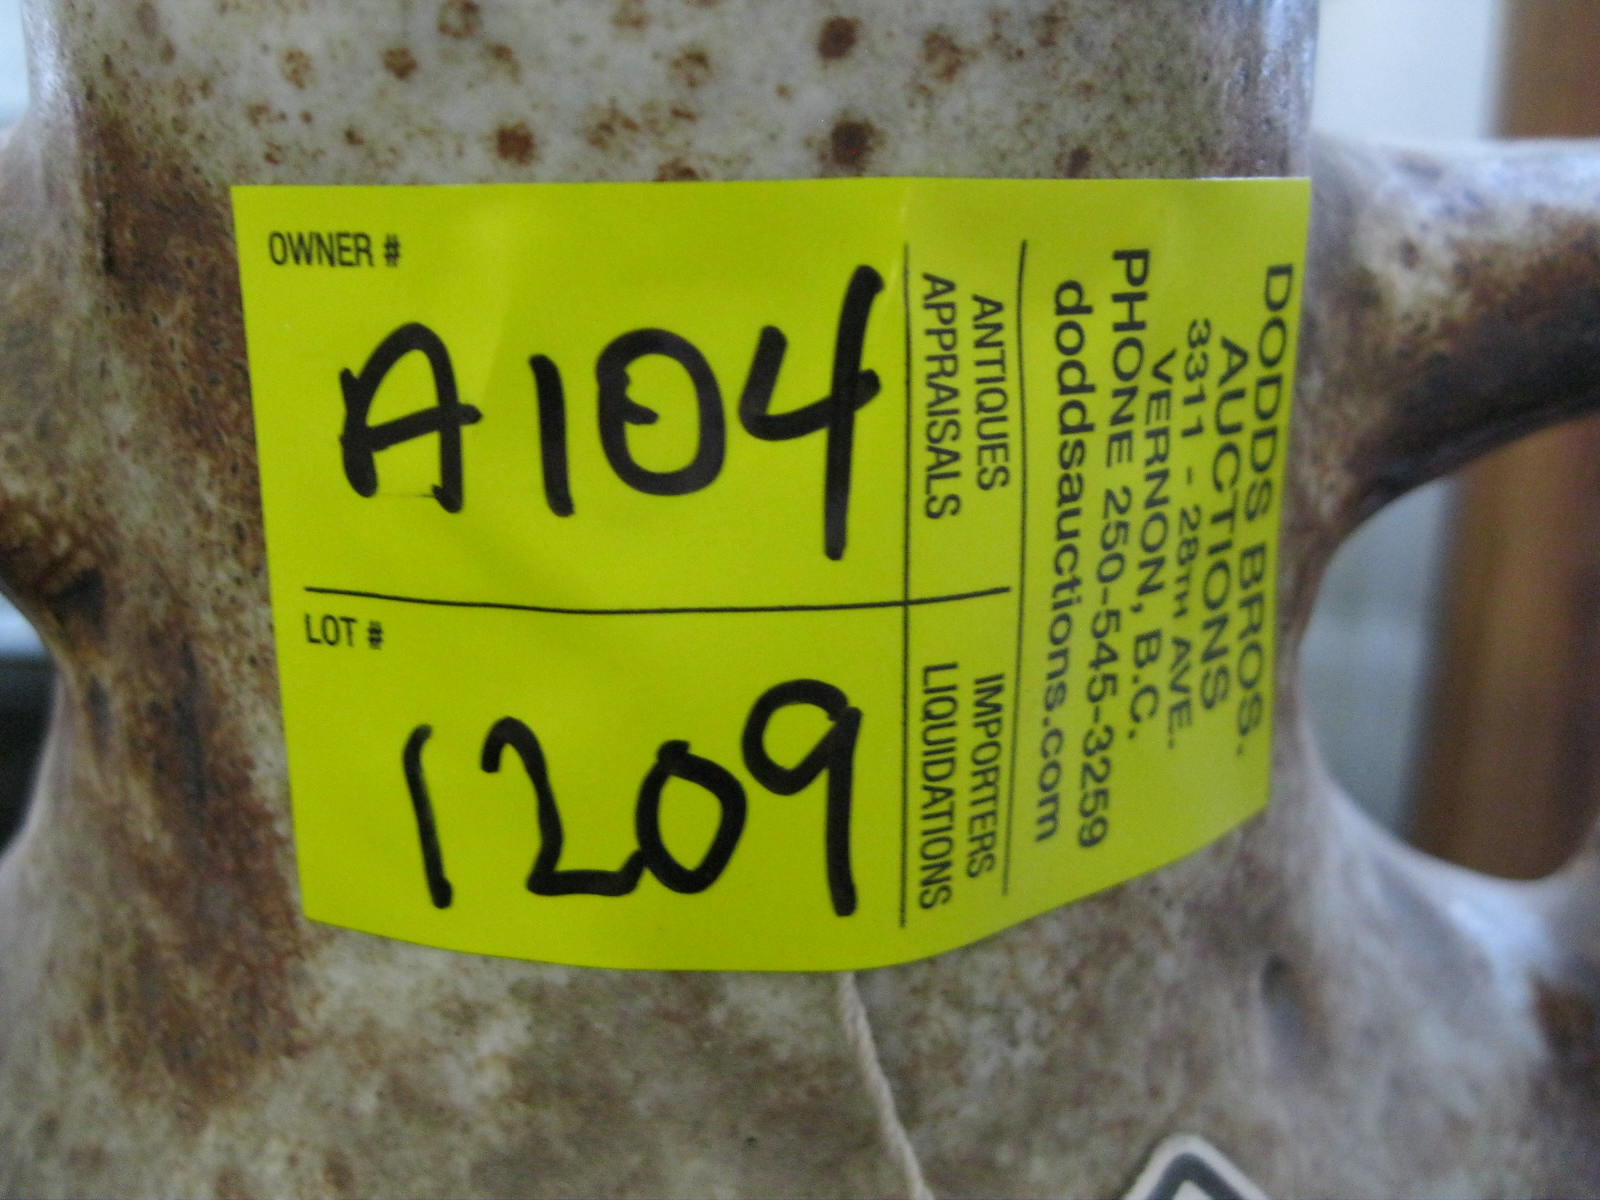 OWNER #
A104
LOT #
1209
ANTIQUES
APPRAISALS
IMPORTERS
LIQUIDATIONS
DODDS BROS.
AUCTIONS
3311 - 28TH AVE.
VERNON, B.C.
PHONE 250-545-3259
doddsauctions.com